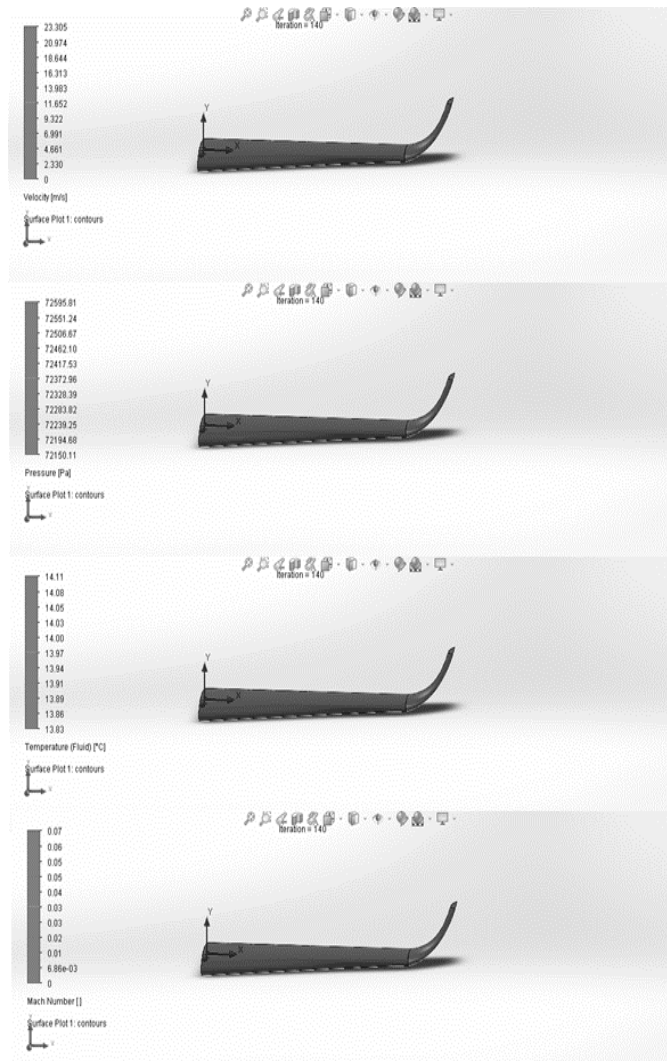 Iteration = 140
23.305
20.974
18.644
16.313
13.983
11.652
9.322
6.991
4.661
2.330
0
Y
X
Velocity [m/s]
Surface Plot 1: contours
Iteration = 140
72595.81
72551.24
72506.67
72462.10
72417.53
72372.96
72328.39
72283.82
72239.25
72194.68
72150.11
Y
X
Pressure [Pa]
Surface Plot 1: contours
Iteration = 140
14.11
14.08
14.05
14.03
14.00
13.97
13.94
13.91
13.89
13.86
13.83
Y
X
Temperature (Fluid) [°C]
Surface Plot 1: contours
Iteration = 140
0.07
0.06
0.05
0.05
0.04
0.03
0.03
0.02
0.01
6.86e-03
0
Y
X
Mach Number [ ]
Surface Plot 1: contours